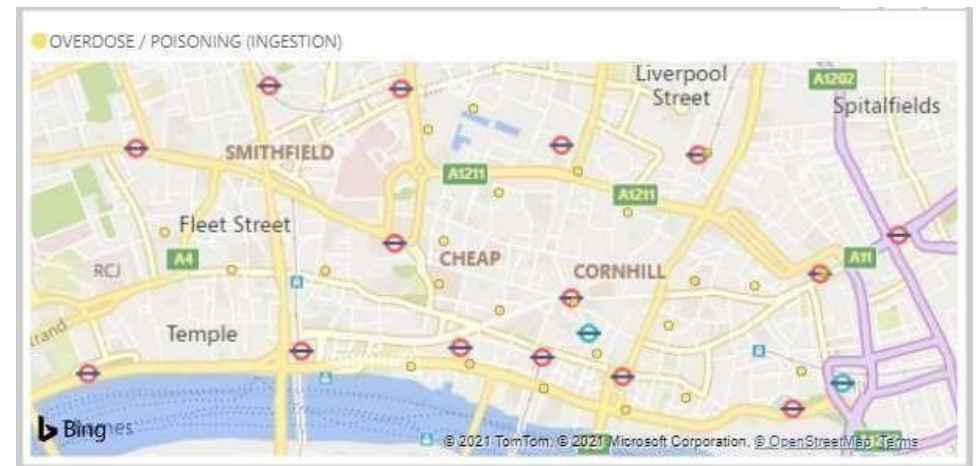 OVERDOSE / POISONING (INGESTION)
Liverpool
Street
A1202
Spitalfields
SMITHFIELD
A1211
A1211
Fleet Street
A4
RCJ
CHEAP
CORNHILL
A11
Temple
Bing
© 2021 TomTom, © 2021 Microsoft Corporation, © OpenStreetMap Terms